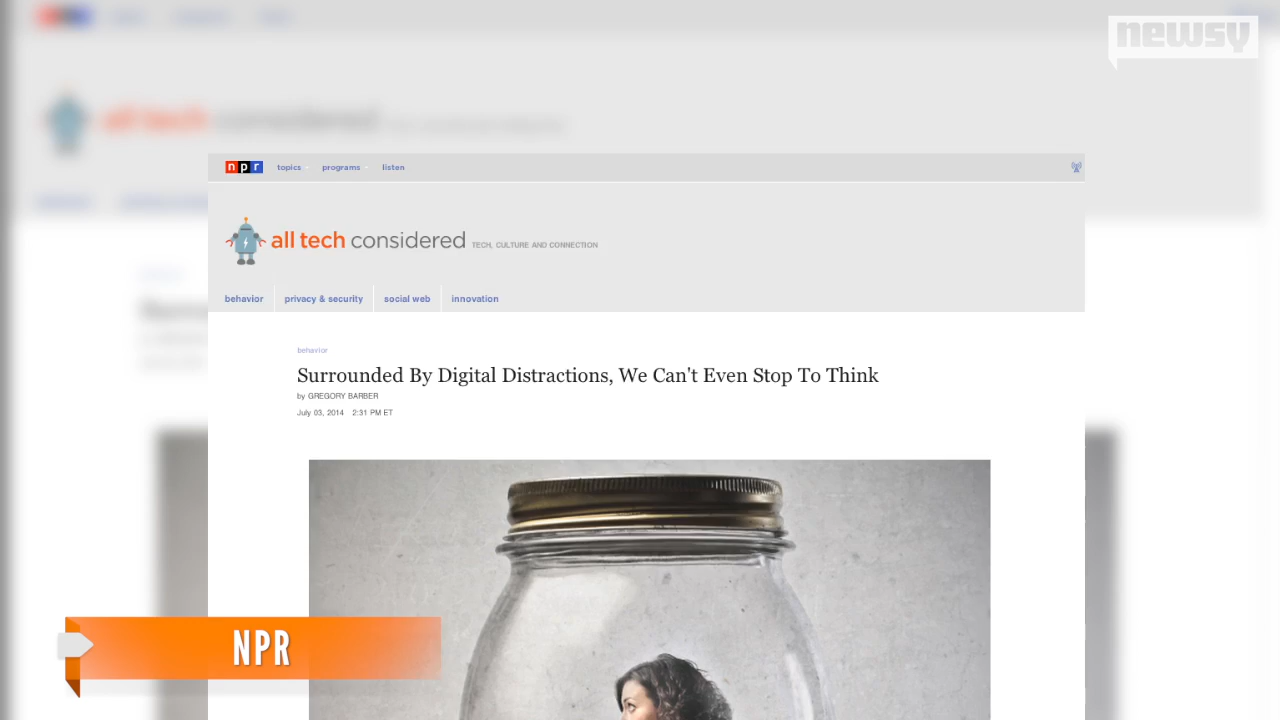 newsy
npr topics programs listen
all tech considered TECH, CULTURE AND CONNECTION
behavior privacy & security social web innovation
behavior
Surrounded By Digital Distractions, We Can't Even Stop To Think
by GREGORY BARBER
July 03, 2014 2:31 PM ET
NPR